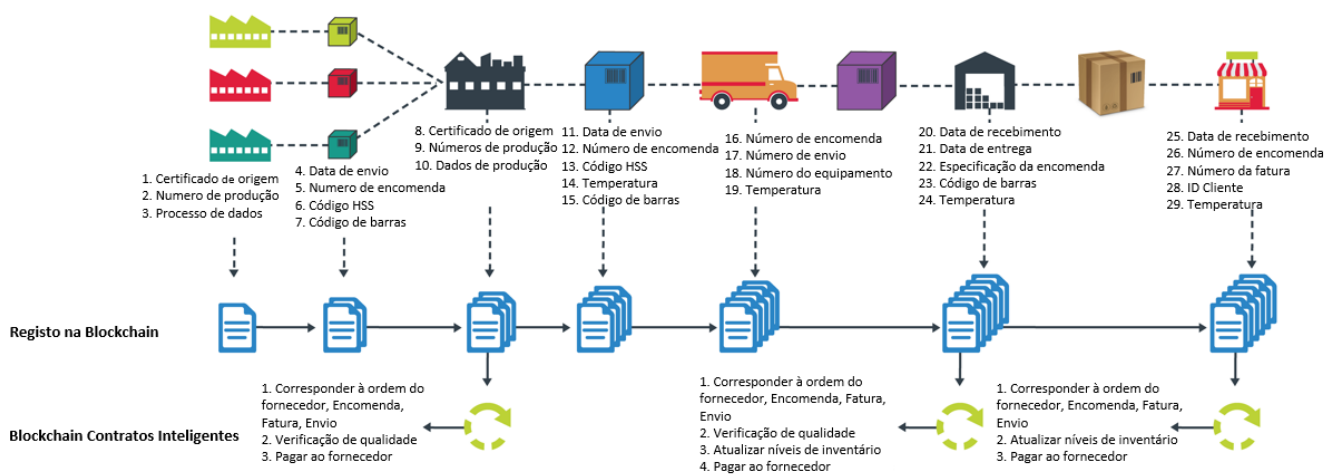 1. Certificado de origem
2. Numero de produção
3. Processo de dados
4. Data de envio
5. Numero de encomenda
6. Código HSS
7. Código de barras
8. Certificado de origem
9. Números de produção
10. Dados de produção
11. Data de envio
12. Número de encomenda
13. Código HSS
14. Temperatura
15. Código de barras
16. Número de encomenda
17. Número de envio
18. Número do equipamento
19. Temperatura
20. Data de recebimento
21. Data de entrega
22. Especificação da encomenda
23. Código de barras
24. Temperatura
25. Data de recebimento
26. Número de encomenda
27. Número da fatura
28. ID Cliente
29. Temperatura
Registo na Blockchain
Blockchain Contratos Inteligentes
1. Corresponder à ordem do
fornecedor, Encomenda,
Fatura, Envio
2. Verificação de qualidade
3. Pagar ao fornecedor
1. Corresponder à ordem do
fornecedor, Encomenda, Fatura,
Envio
2. Verificação de qualidade
3. Atualizar níveis de inventário
4. Pagar ao fornecedor
1. Corresponder à ordem do
fornecedor, Encomenda, Fatura,
Envio
2. Atualizar níveis de inventário
3. Pagar ao fornecedor